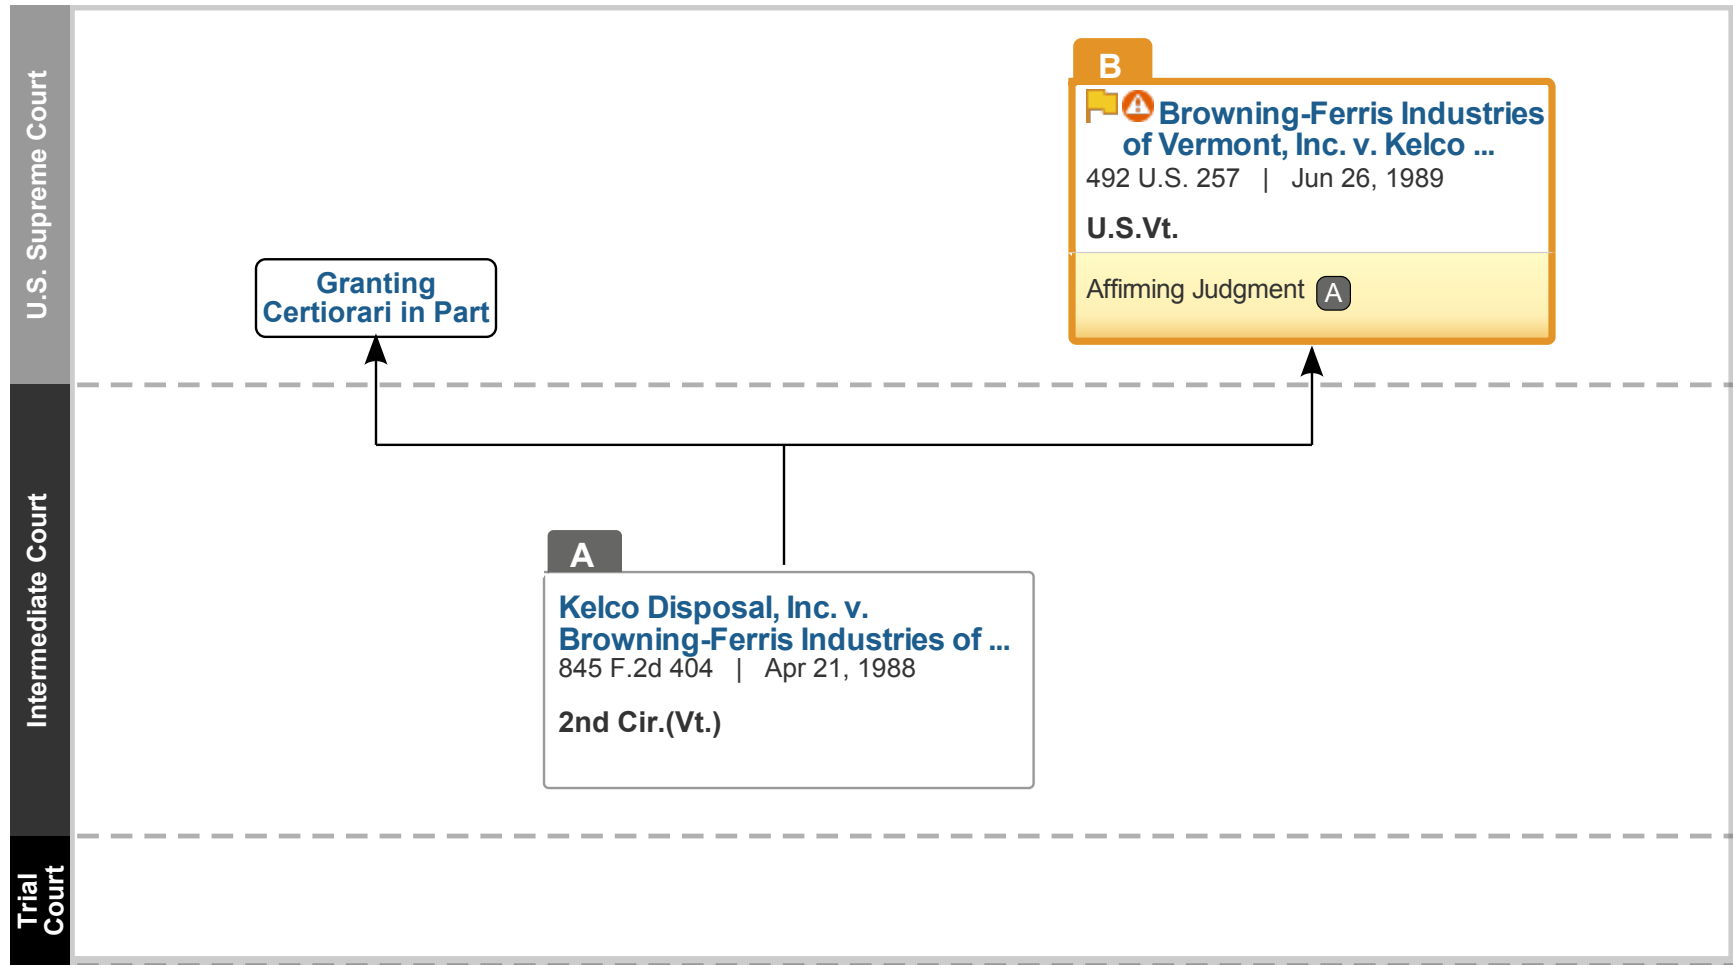 U.S. Supreme Court
B
Browning-Ferris Industries
of Vermont, Inc. v. Kelco ...
492 U.S. 257 | Jun 26, 1989
U.S.Vt.
Affirming Judgment A
Granting
Certiorari in Part
Intermediate Court
A
Kelco Disposal, Inc. v.
Browning-Ferris Industries of ...
845 F.2d 404 | Apr 21, 1988
2nd Cir.(Vt.)
Trial
Court